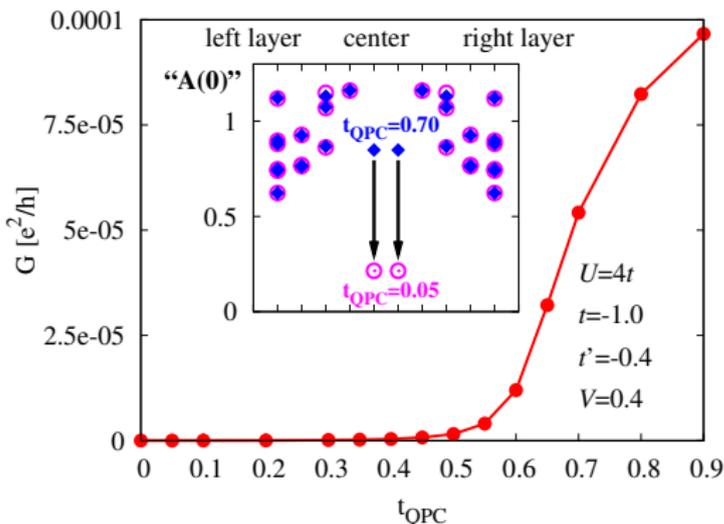 0.0001
left layer center right layer
“A(0)”
1
t_QPC=0.70
7.5e-05
0.5
5e-05
G [e²/h]
t_QPC=0.05
0
U=4t
t=-1.0
2.5e-05
t’=-0.4
V=0.4
0
0 0.1 0.2 0.3 0.4 0.5 0.6 0.7 0.8 0.9
t_QPC